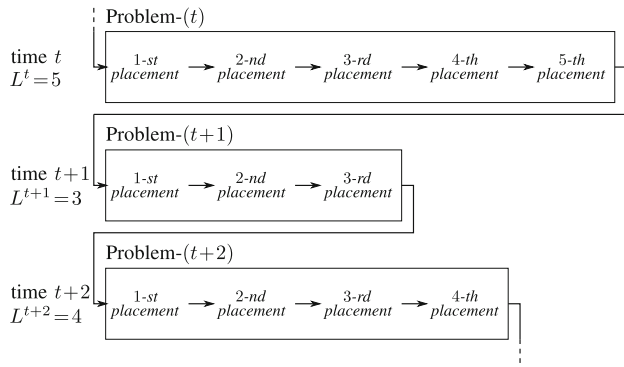 Problem-(t)
time t
L^t=5
1-st placement → 2-nd placement → 3-rd placement → 4-th placement → 5-th placement
Problem-(t+1)
time t+1
L^{t+1}=3
1-st placement → 2-nd placement → 3-rd placement
Problem-(t+2)
time t+2
L^{t+2}=4
1-st placement → 2-nd placement → 3-rd placement → 4-th placement